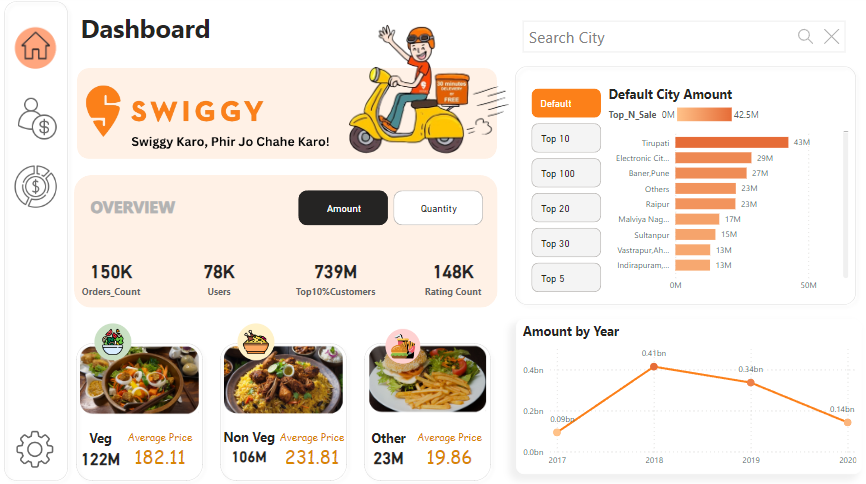 Dashboard
Search City
SWIGGY
30 minutes
DELIVERY
or
FREE
Swiggy Karo, Phir Jo Chahe Karo!
OVERVIEW
Amount
Quantity
150K
Orders_Count
78K
Users
739M
Top10%Customers
148K
Rating Count
Veg
122M
Average Price
182.11
Non Veg
106M
Average Price
231.81
Other
23M
Average Price
19.86
Default
Top 10
Top 100
Top 20
Top 30
Top 5
Default City Amount
Top_N_Sale 0M 42.5M
Tirupati 43M
Electronic Cit... 29M
Baner,Pune 27M
Others 23M
Raipur 23M
Malviya Nag... 17M
Sultanpur 15M
Vastrapur,Ah... 13M
Indirapuram,... 13M
0M 50M
Amount by Year
0.4bn
0.2bn
0.0bn
0.09bn
0.41bn
0.34bn
0.14bn
2017 2018 2019 2020